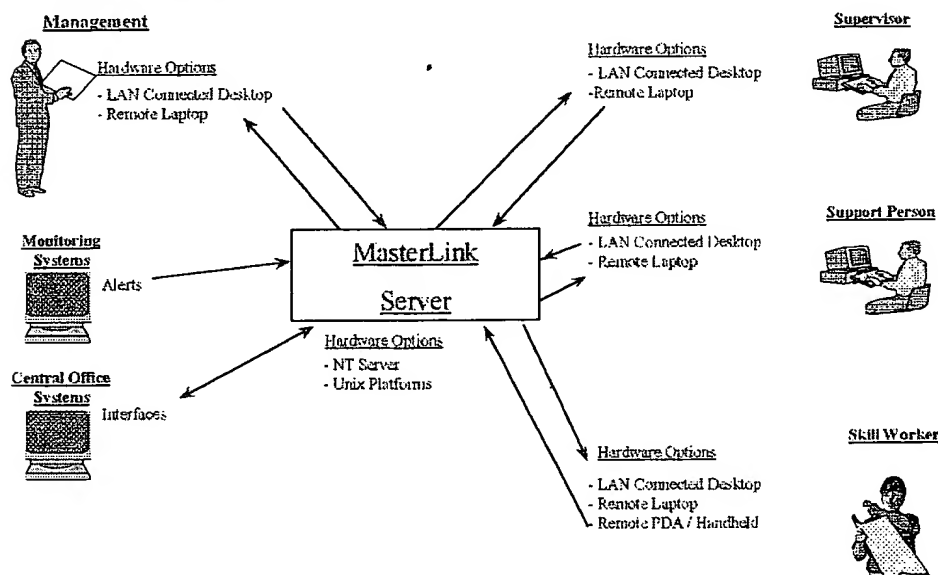 Management
Hardware Options
- LAN Connected Desktop
- Remote Laptop
Supervisor
Hardware Options
- LAN Connected Desktop
-Remote Laptop
Monitoring
Systems
Alerts
MasterLink
Server
Hardware Options
- NT Server
- Unix Platforms
Support Person
Hardware Options
- LAN Connected Desktop
- Remote Laptop
Central Office
Systems
Interfaces
Skill Worker
Hardware Options
- LAN Connected Desktop
- Remote Laptop
- Remote PDA / Handheld